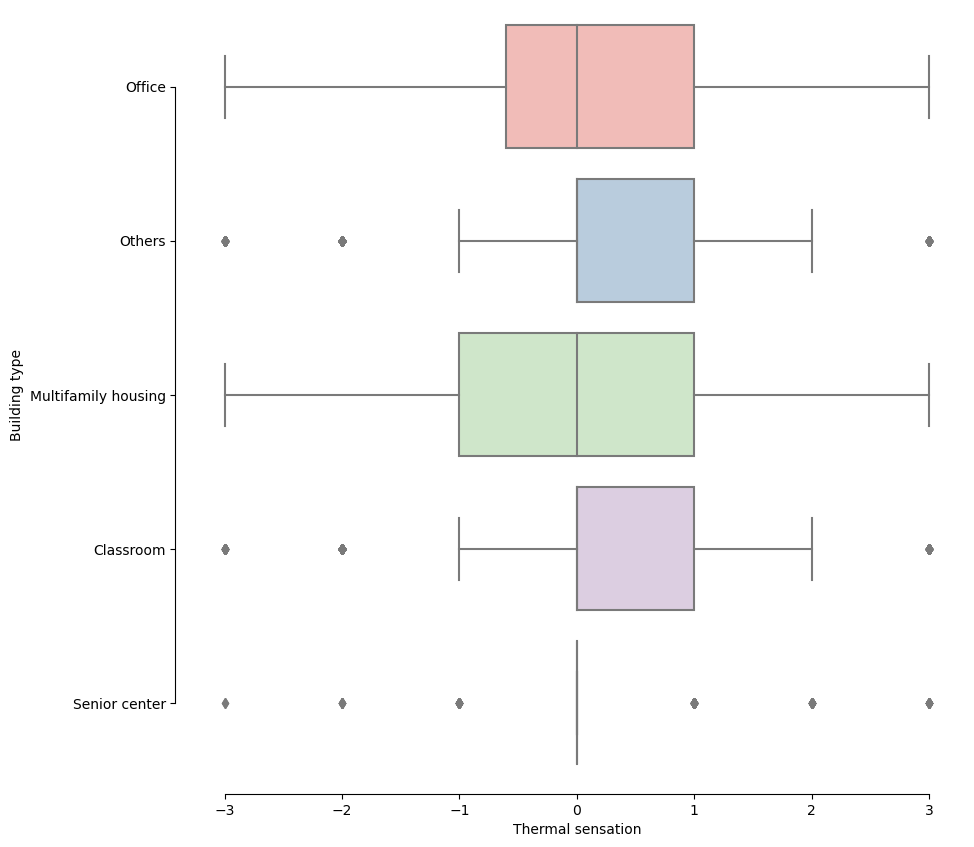 Office
Others
Multifamily housing
Classroom
Senior center
Building type
−3 −2 −1 0 1 2 3
Thermal sensation